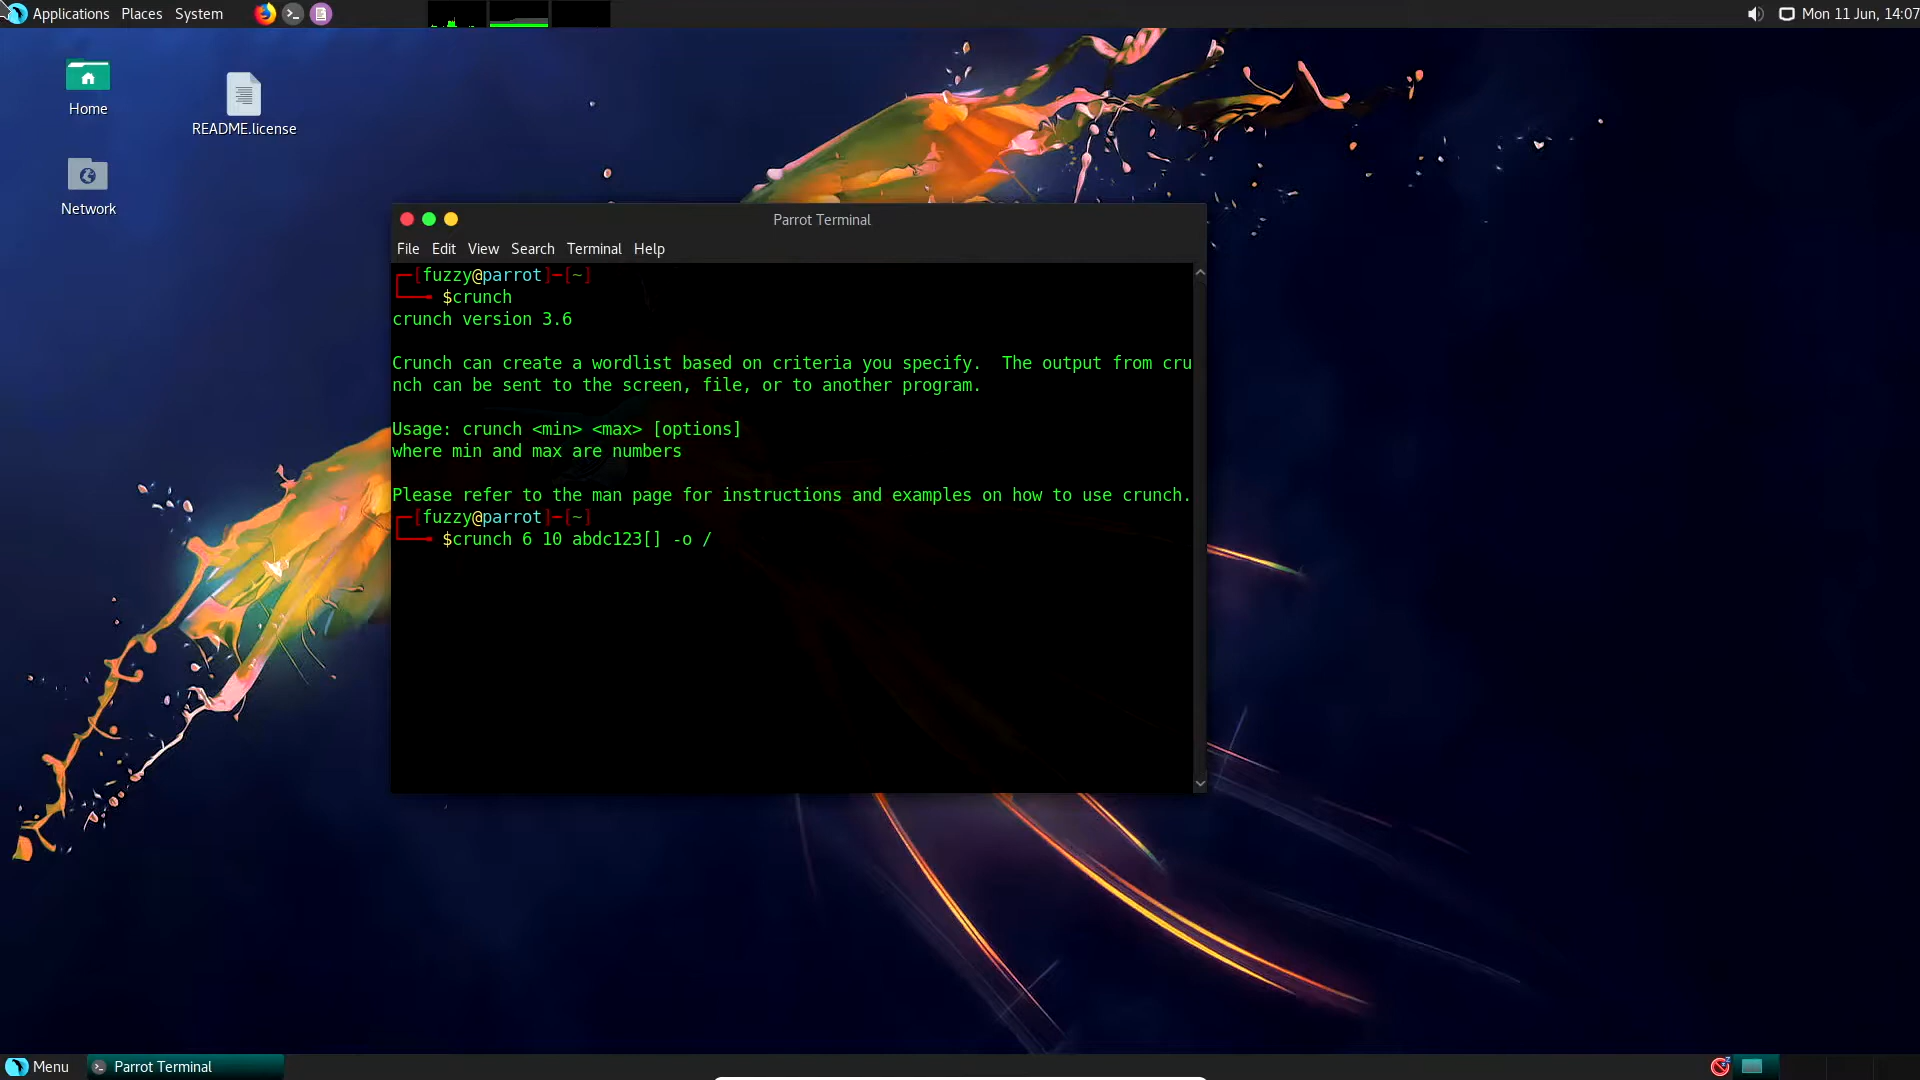 Applications Places System
Mon 11 Jun, 14:07
Home
README.license
Network
Parrot Terminal
File Edit View Search Terminal Help
[fuzzy@parrot]-[~]
$crunch
crunch version 3.6
Crunch can create a wordlist based on criteria you specify.  The output from cru
nch can be sent to the screen, file, or to another program.
Usage: crunch <min> <max> [options]
where min and max are numbers
Please refer to the man page for instructions and examples on how to use crunch.
[fuzzy@parrot]-[~]
$crunch 6 10 abdc123[] -o /
Menu
Parrot Terminal